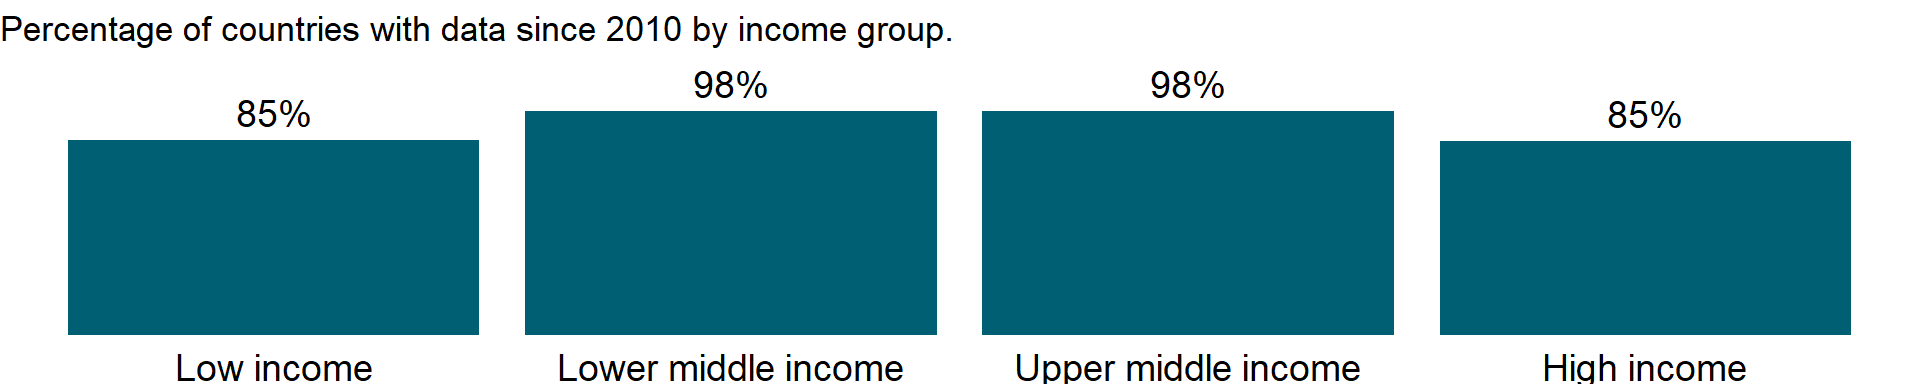 Percentage of countries with data since 2010 by income group.
85%
98%
98%
85%
Low income
Lower middle income
Upper middle income
High income